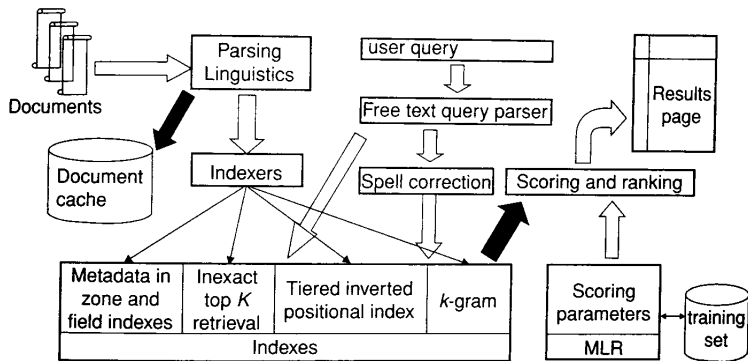 Documents
Parsing
Linguistics
user query
Free text query parser
Results
page
Document
cache
Indexers
Spell correction
Scoring and ranking
Metadata in
zone and
field indexes
Inexact
top K
retrieval
Tiered inverted
positional index
k-gram
Indexes
Scoring
parameters
MLR
training
set